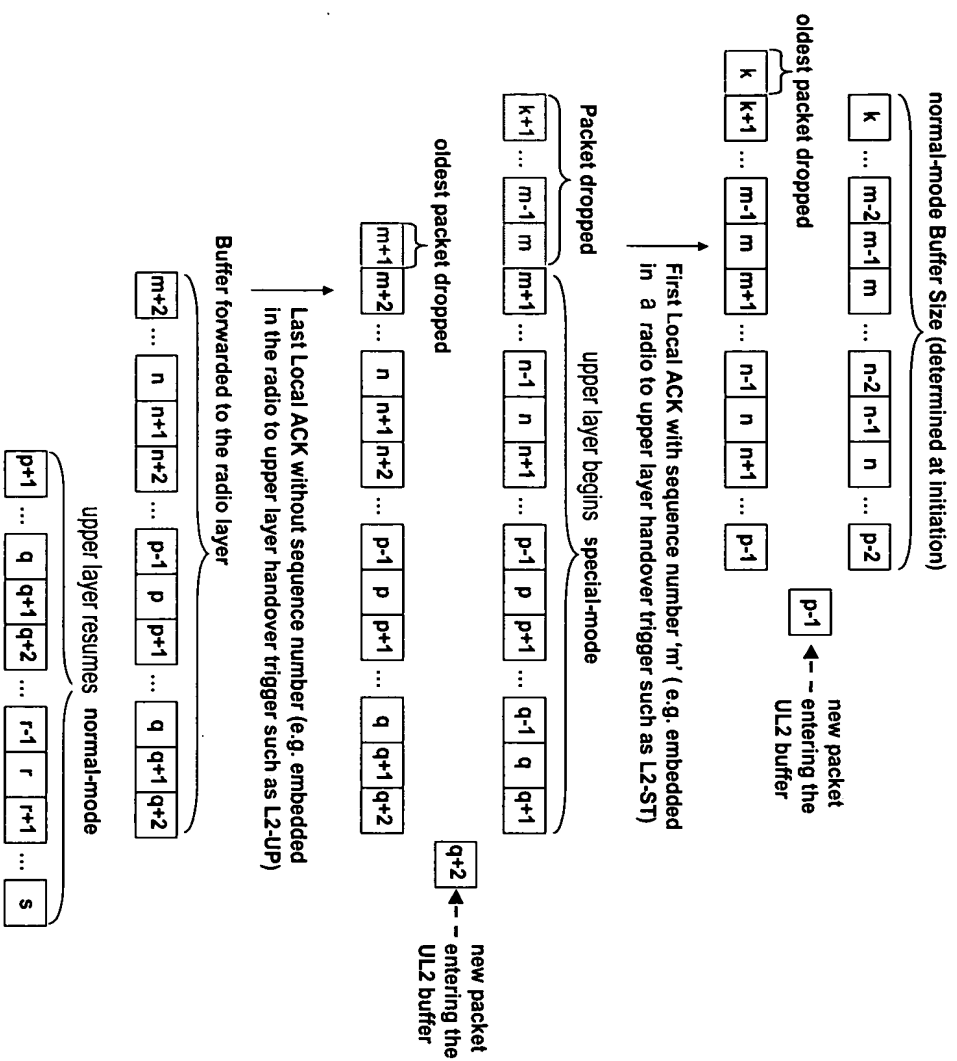 normal-mode Buffer Size (determined at initiation)
k ... m-2 m-1 m ... n-2 n-1 n ... p-2
p-1
new packet
entering the
UL2 buffer
oldest packet dropped
k k+1 ... m-1 m m+1 ... n-1 n n+1 ... p-1
First Local ACK with sequence number 'm' ( e.g. embedded
in a radio to upper layer handover trigger such as L2-ST)
Packet dropped
upper layer begins special-mode
k+1 ... m-1 m m+1 ... n-1 n n+1 ... p-1 p p+1 ... q-1 q q+1
q+2
new packet
entering the
UL2 buffer
oldest packet dropped
m+1 m+2 ... n n+1 n+2 ... p-1 p p+1 ... q q+1 q+2
Last Local ACK without sequence number (e.g. embedded
in the radio to upper layer handover trigger such as L2-UP)
Buffer forwarded to the radio layer
m+2 ... n n+1 n+2 ... p-1 p p+1 ... q q+1 q+2
upper layer resumes normal-mode
p+1 ... q q+1 q+2 ... r-1 r r+1 ... s